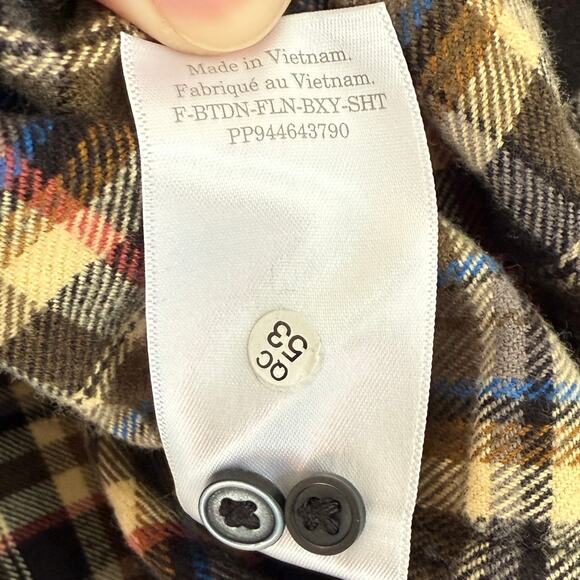 Made in Vietnam.
Fabriqué au Vietnam.
F-BTDN-FLN-BXY-SHT
PP944643790
QC
53